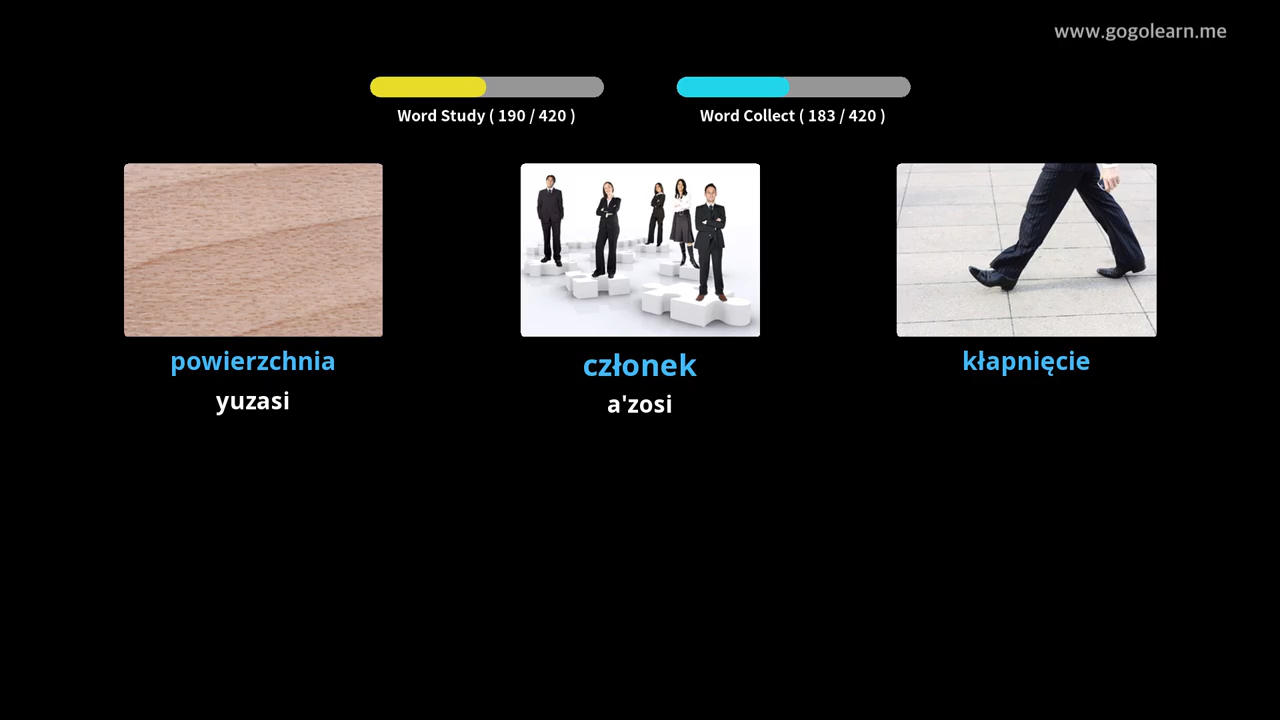 www.gogolearn.me
Word Study ( 190 / 420 )
Word Collect ( 183 / 420 )
powierzchnia
członek
kłapnięcie
yuzasi
a'zosi